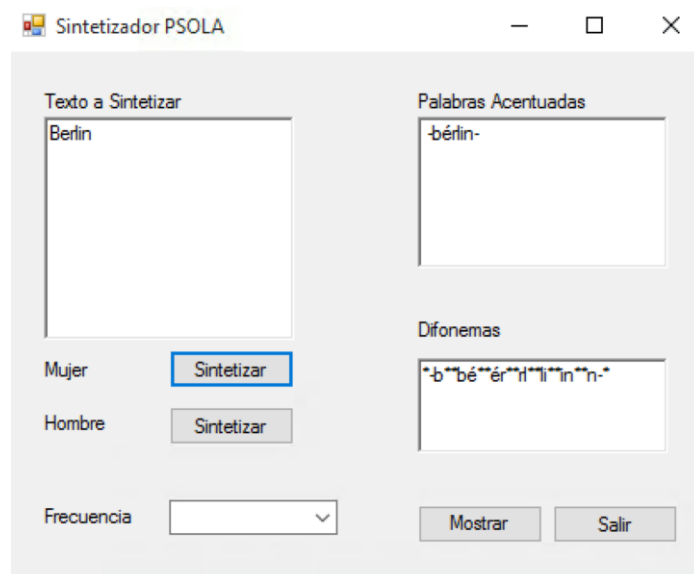 Sintetizador PSOLA
Texto a Sintetizar
Berlin
Palabras Acentuadas
-bérlin-
Difonemas
*-b**bé**ér**rl**li**in**n-*
Mujer
Sintetizar
Hombre
Sintetizar
Frecuencia
Mostrar
Salir